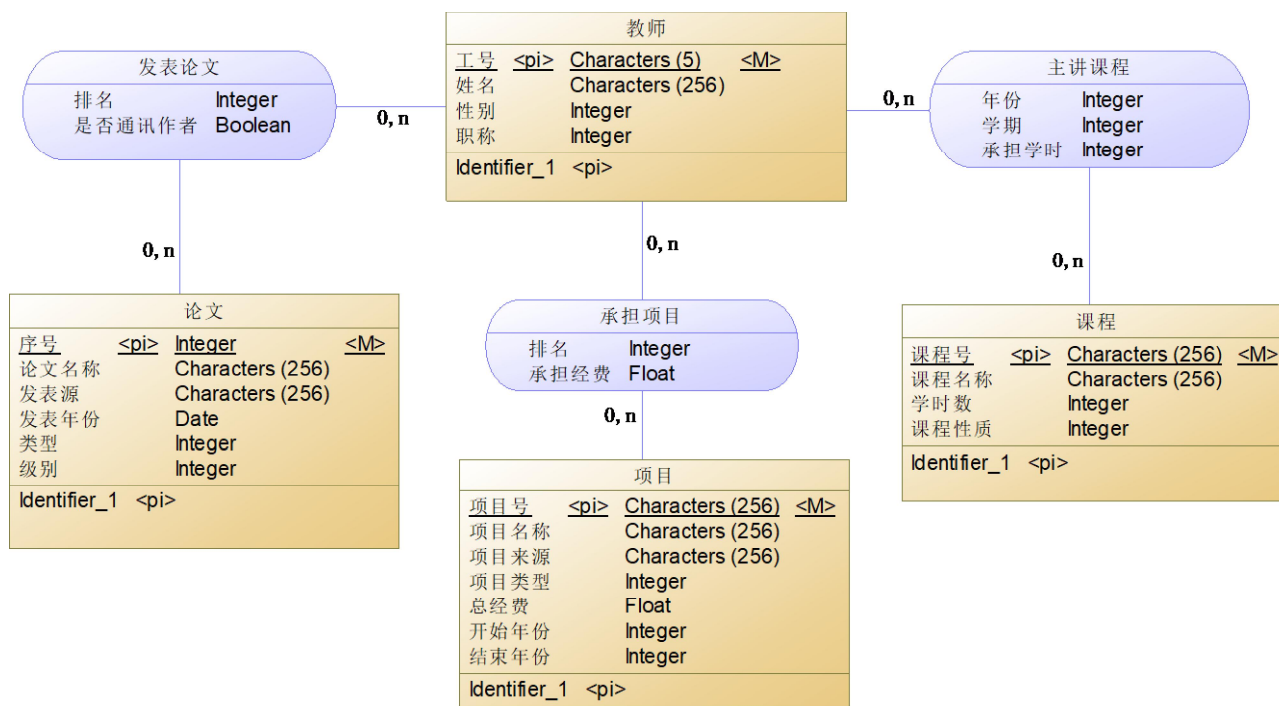 教师
工号 <pi> Characters (5) <M>
姓名 Characters (256)
性别 Integer
职称 Integer
Identifier_1 <pi>
发表论文
排名 Integer
是否通讯作者 Boolean
0, n
0, n
主讲课程
年份 Integer
学期 Integer
承担学时 Integer
0, n
0, n
0, n
论文
序号 <pi> Integer <M>
论文名称 Characters (256)
发表源 Characters (256)
发表年份 Date
类型 Integer
级别 Integer
Identifier_1 <pi>
承担项目
排名 Integer
承担经费 Float
0, n
课程
课程号 <pi> Characters (256) <M>
课程名称 Characters (256)
学时数 Integer
课程性质 Integer
Identifier_1 <pi>
项目
项目号 <pi> Characters (256) <M>
项目名称 Characters (256)
项目来源 Characters (256)
项目类型 Integer
总经费 Float
开始年份 Integer
结束年份 Integer
Identifier_1 <pi>